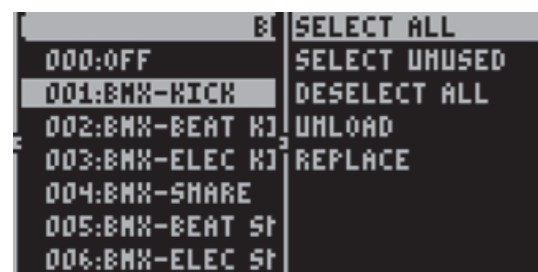 000:OFF
001:BMX-KICK
002:BMX-BEAT
003:BMX-ELEC
004:BMX-SNARE
005:BMX-BEAT
006:BMX-ELEC
SELECT ALL
SELECT UNUSED
DESELECT ALL
UNLOAD
REPLACE